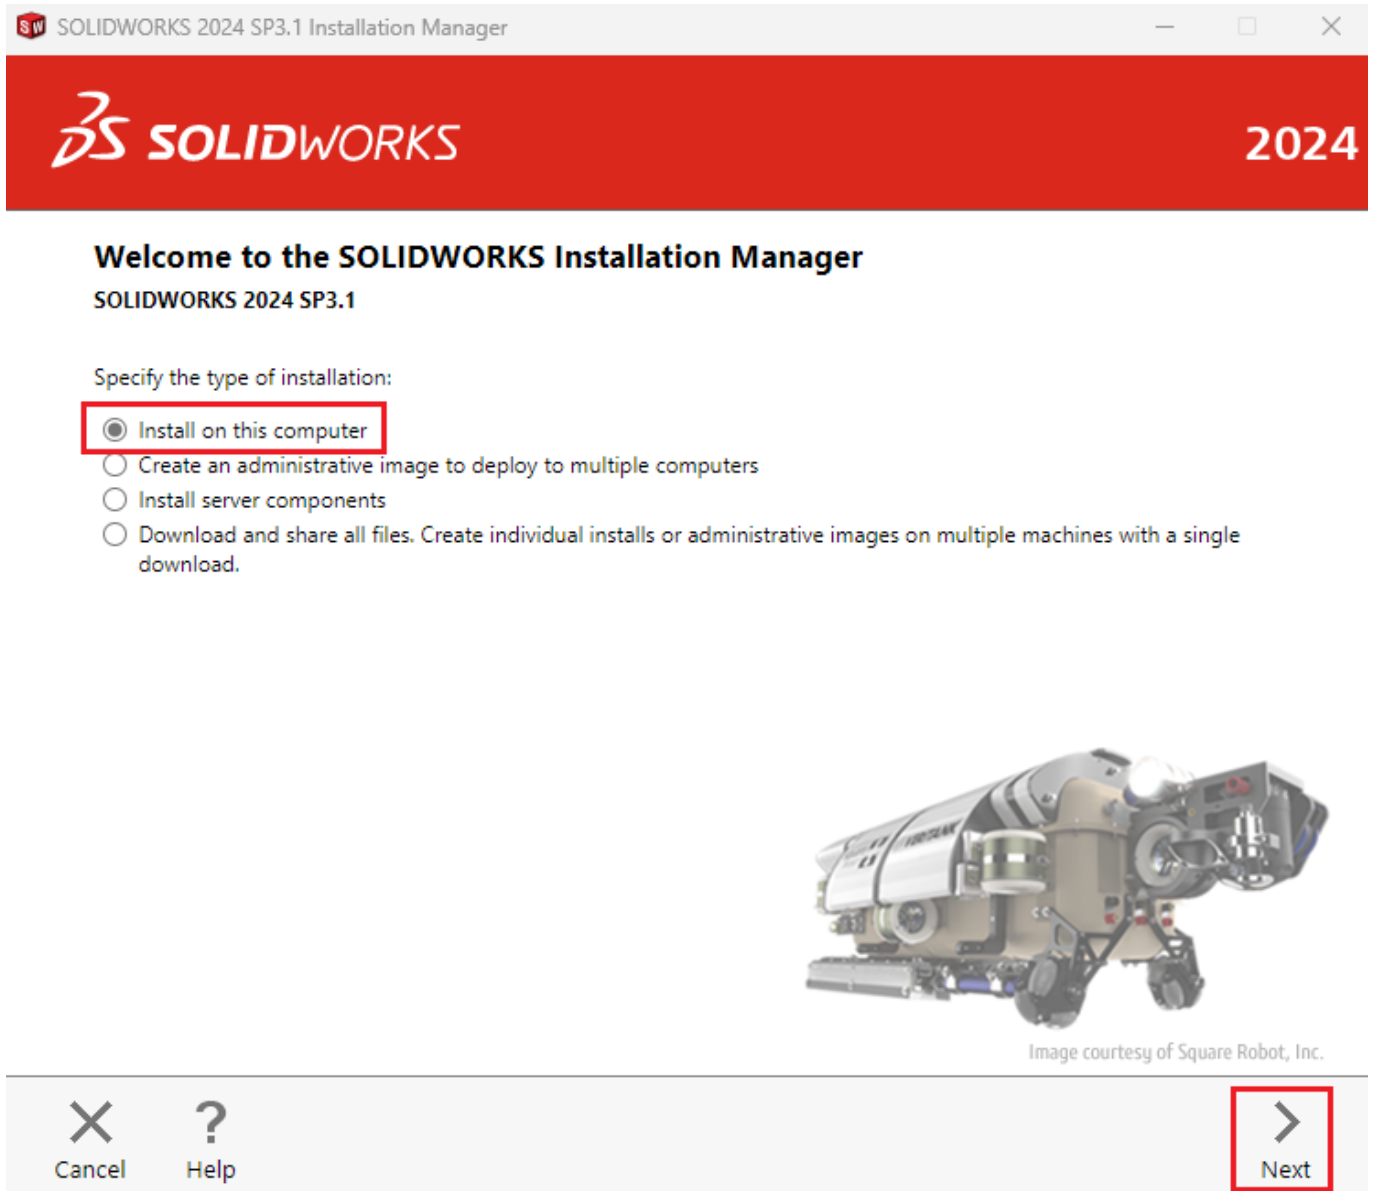 SOLIDWORKS 2024 SP3.1 Installation Manager
SOLIDWORKS
2024
Welcome to the SOLIDWORKS Installation Manager
SOLIDWORKS 2024 SP3.1
Specify the type of installation:
Install on this computer
Create an administrative image to deploy to multiple computers
Install server components
Download and share all files. Create individual installs or administrative images on multiple machines with a single
download.
Image courtesy of Square Robot, Inc.
Cancel
Help
Next